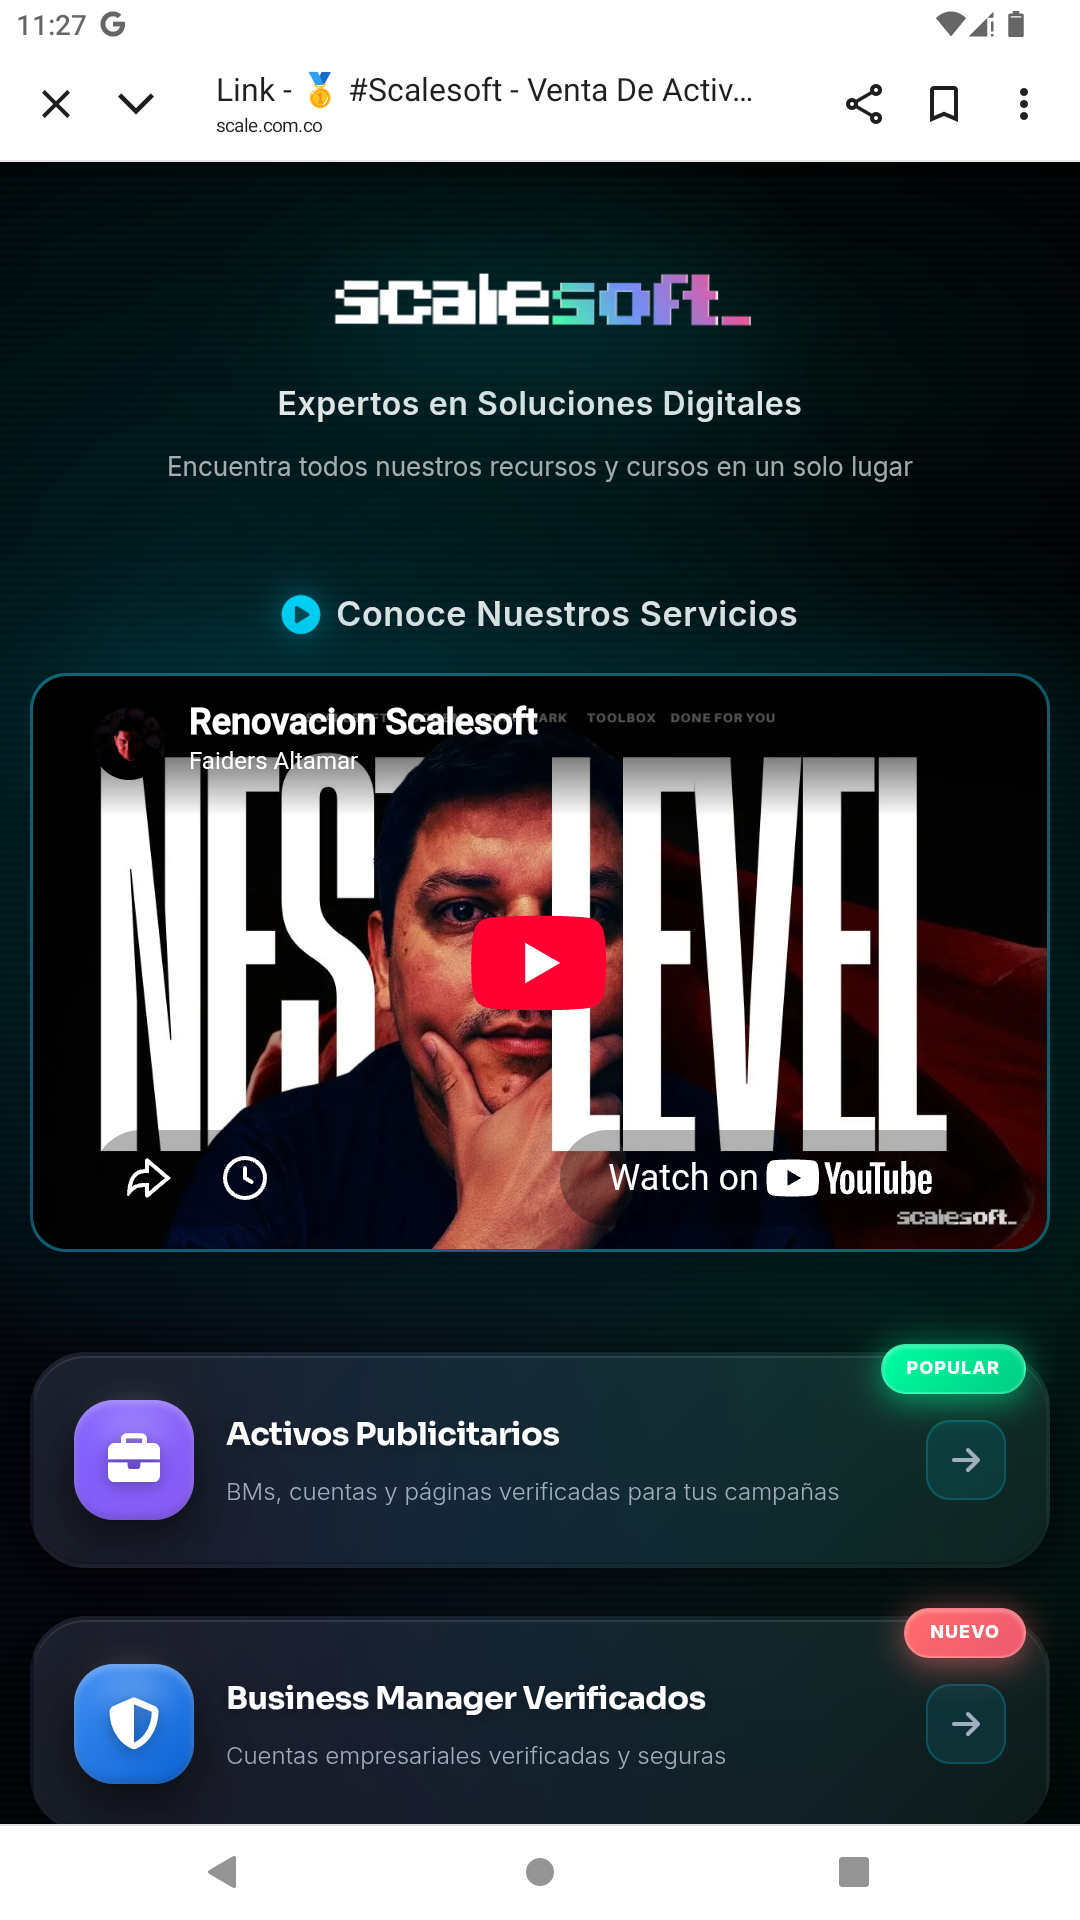 11:27
Link - 🥇 #Scalesoft - Venta De Activ...
scale.com.co
scalesoft_
Expertos en Soluciones Digitales
Encuentra todos nuestros recursos y cursos en un solo lugar
Conoce Nuestros Servicios
Renovacion Scalesoft
TOOLBOX DONE FOR YOU
Faiders Altamar
LEVEL
Watch on YouTube
scalesoft_
POPULAR
Activos Publicitarios
BMs, cuentas y páginas verificadas para tus campañas
NUEVO
Business Manager Verificados
Cuentas empresariales verificadas y seguras